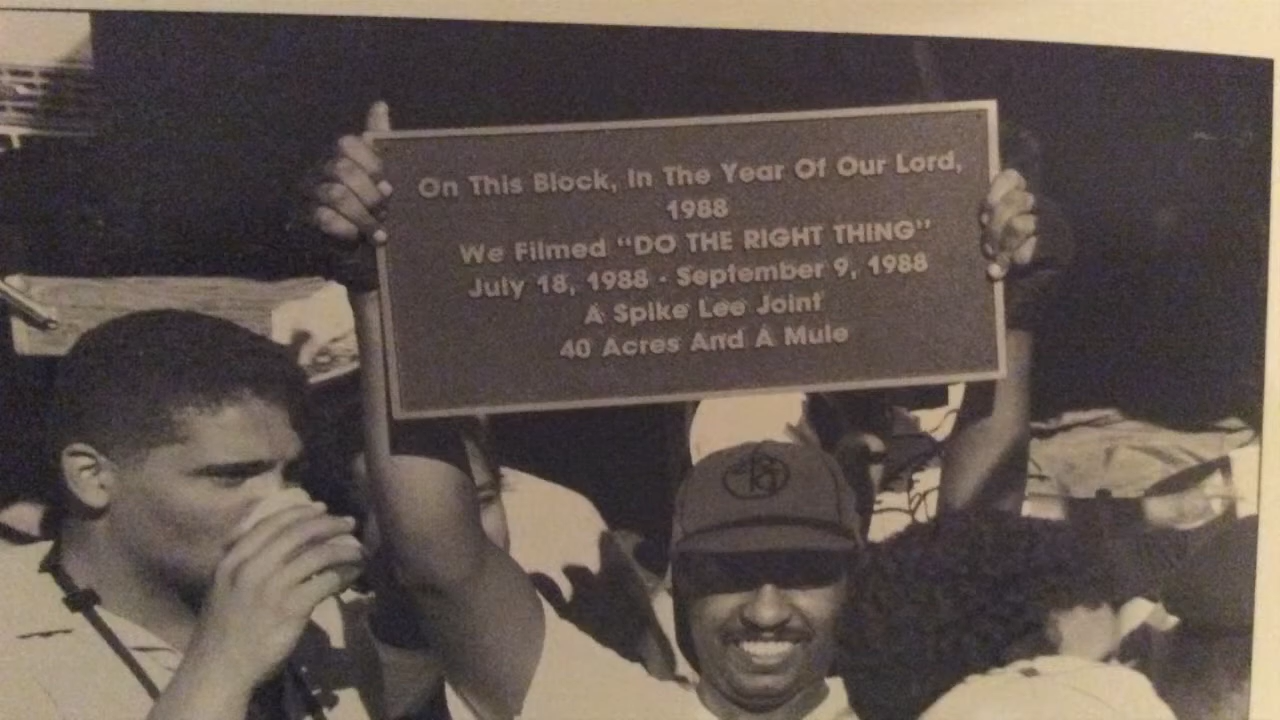 On This Block, In The Year Of Our Lord,
1988
We Filmed “DO THE RIGHT THING”
July 18, 1988 - September 9, 1988
A Spike Lee Joint
40 Acres And A Mule